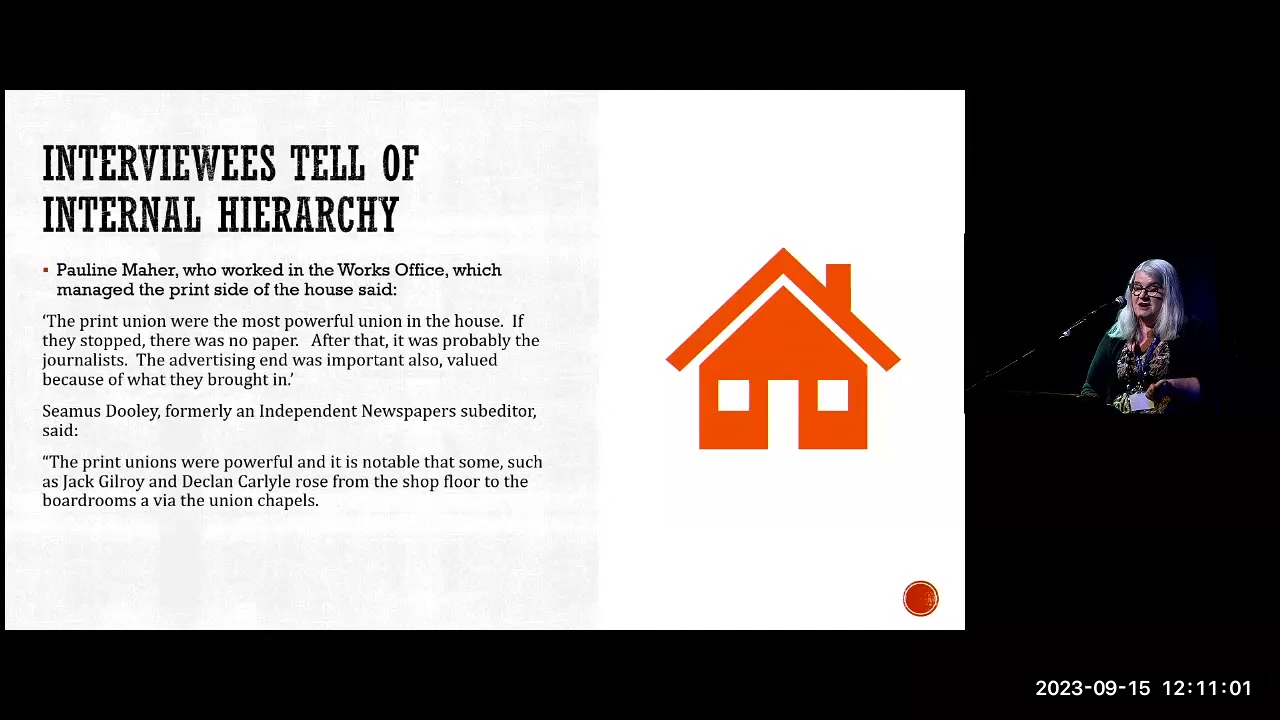 INTERVIEWEES TELL OF
INTERNAL HIERARCHY
▪ Pauline Maher, who worked in the Works Office, which
managed the print side of the house said:
‘The print union were the most powerful union in the house.  If
they stopped, there was no paper.   After that, it was probably the
journalists.  The advertising end was important also, valued
because of what they brought in.’
Seamus Dooley, formerly an Independent Newspapers subeditor,
said:
“The print unions were powerful and it is notable that some, such
as Jack Gilroy and Declan Carlyle rose from the shop floor to the
boardrooms a via the union chapels.
2023-09-15 12:11:01